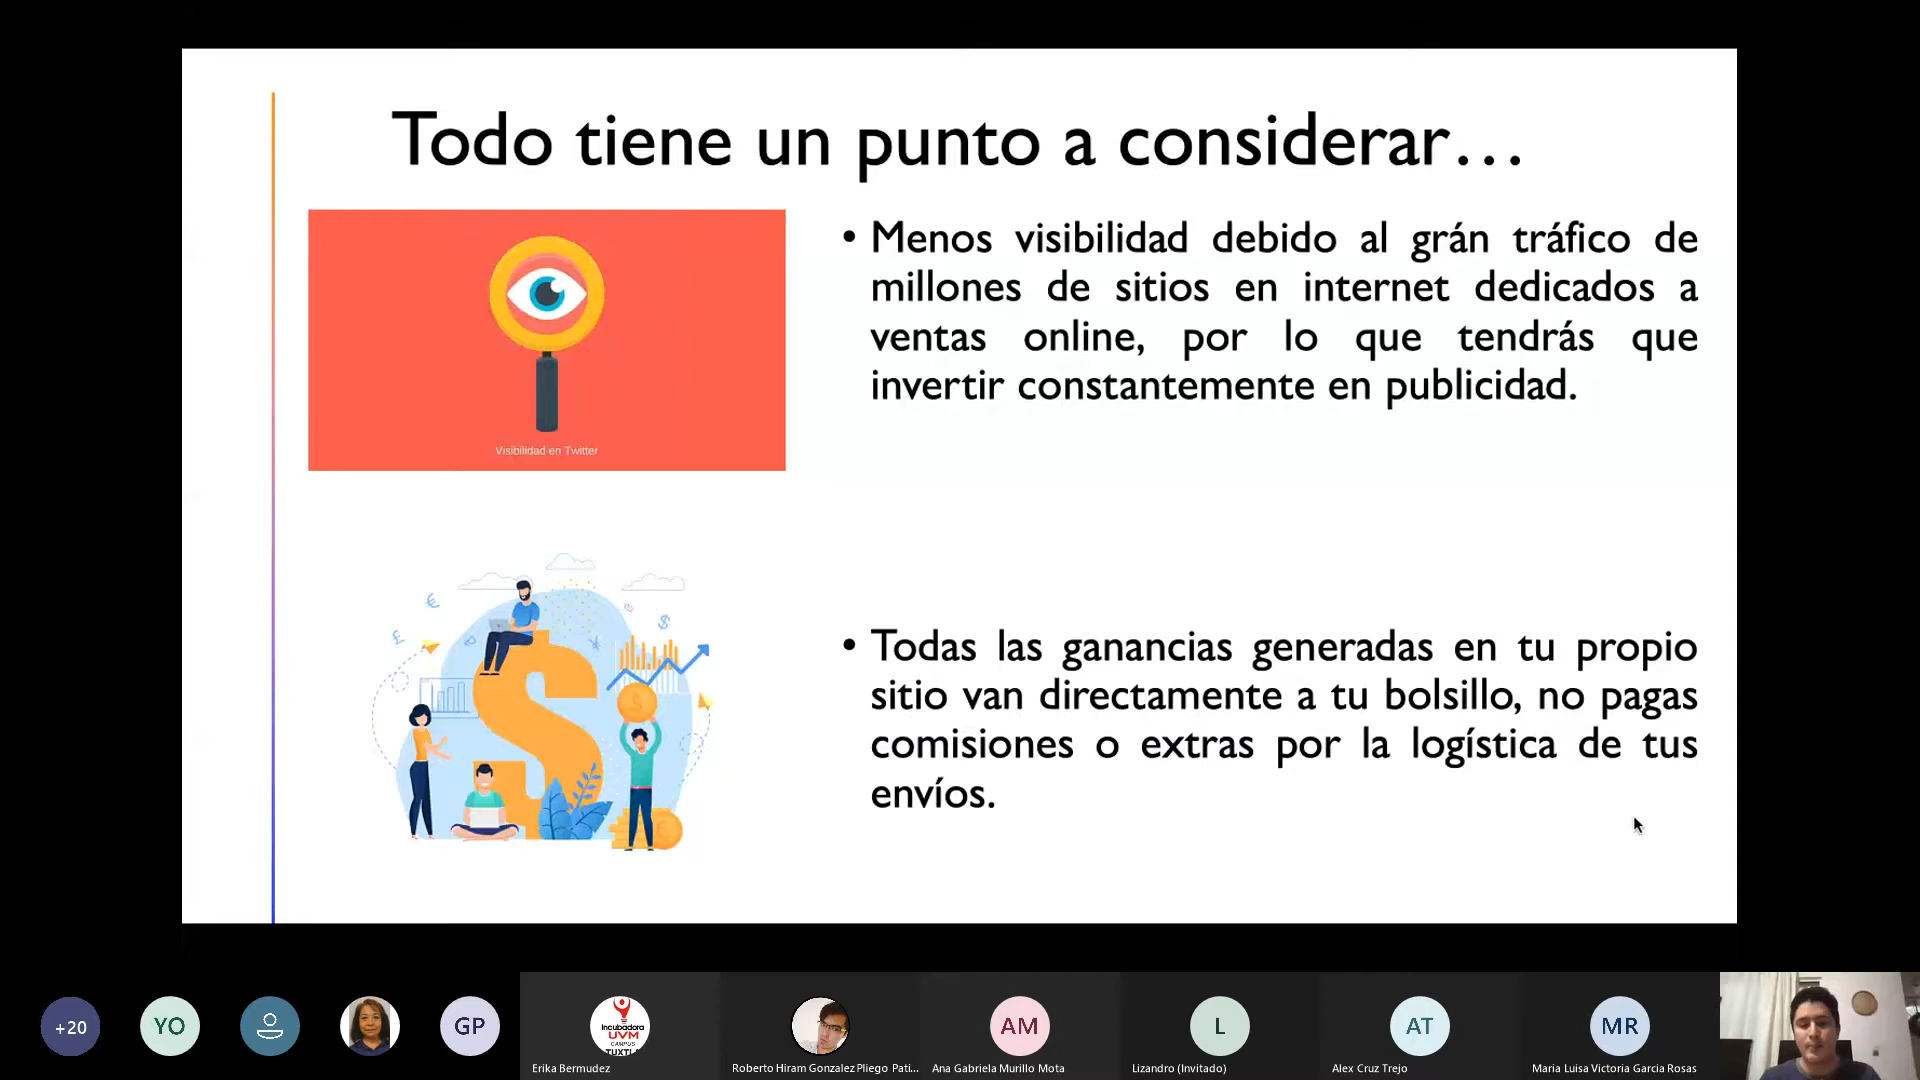 Todo tiene un punto a considerar...
• Menos visibilidad debido al grán tráfico de
millones de sitios en internet dedicados a
ventas online, por lo que tendrás que
invertir constantemente en publicidad.
Visibilidad en Twitter
• Todas las ganancias generadas en tu propio
sitio van directamente a tu bolsillo, no pagas
comisiones o extras por la logística de tus
envíos.
+20
YO
GP
Incubadora
UVM
CAMPUS
TUXTL
AM
L
AT
MR
Erika Bermudez
Roberto Hiram Gonzalez Pliego Pati...
Ana Gabriela Murillo Mota
Lizandro (Invitado)
Alex Cruz Trejo
Maria Luisa Victoria Garcia Rosas